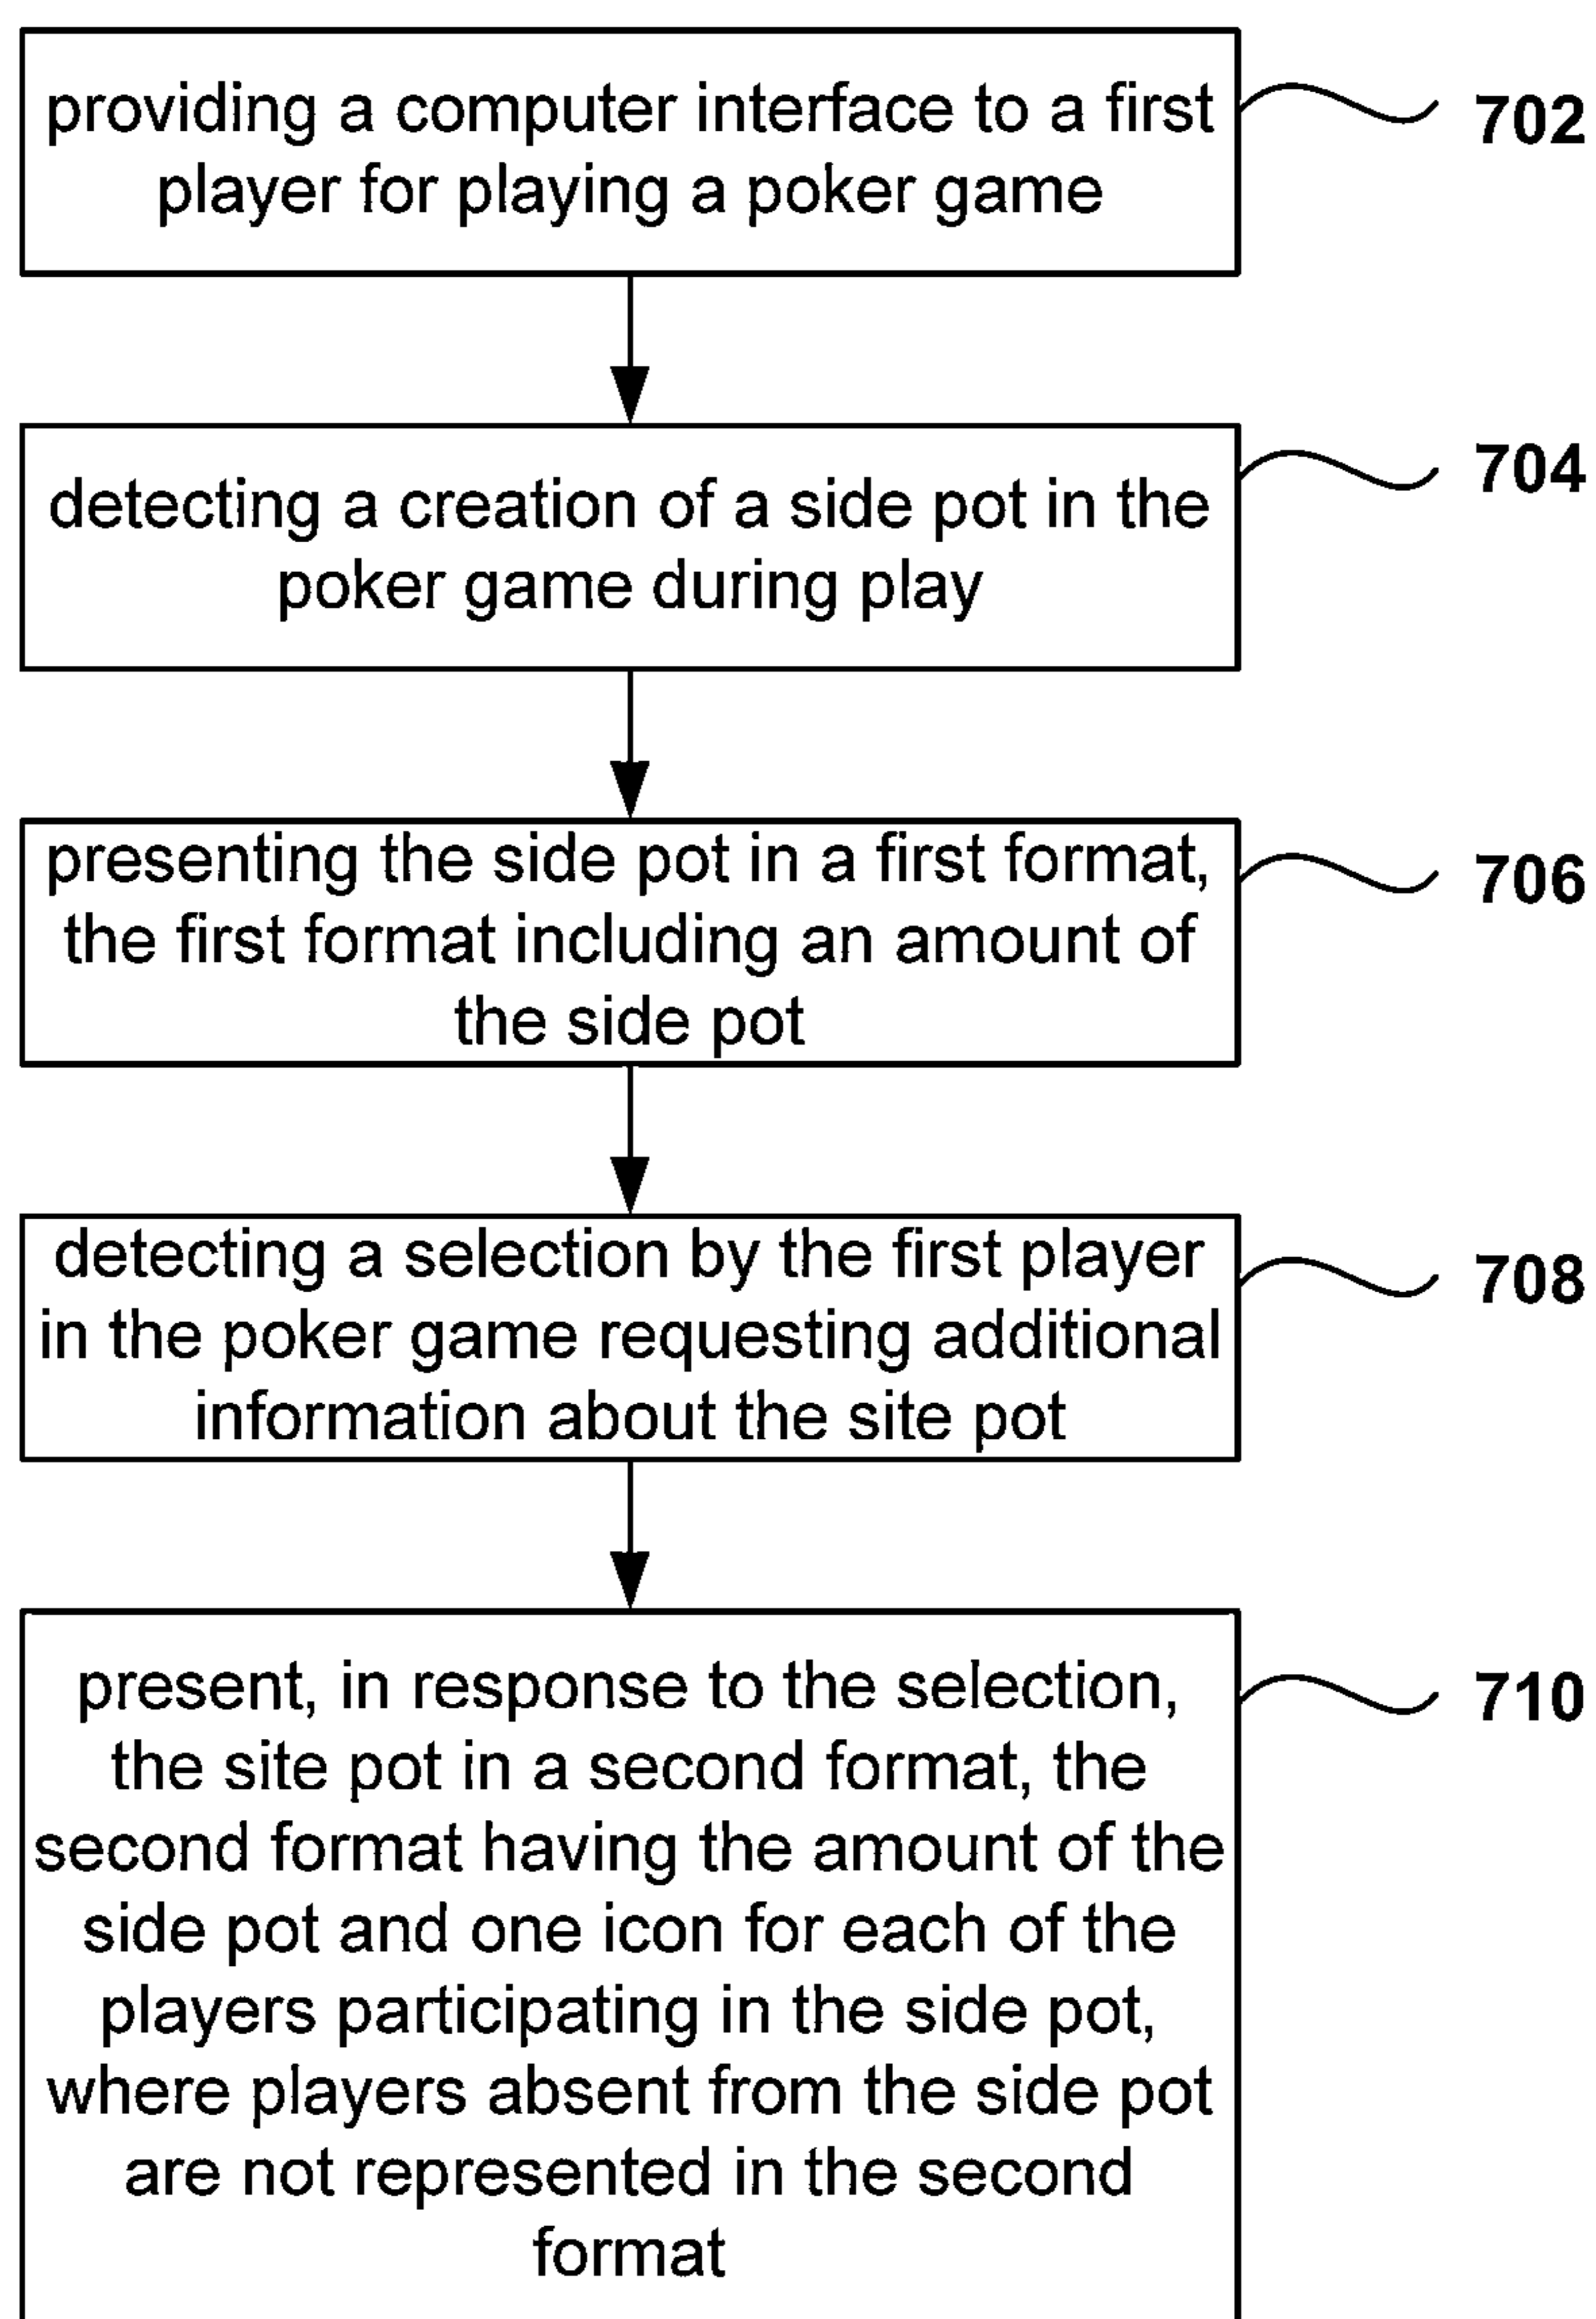 providing a computer interface to a first
player for playing a poker game
702
detecting a creation of a side pot in the
poker game during play
704
presenting the side pot in a first format,
the first format including an amount of
the side pot
706
detecting a selection by the first player
in the poker game requesting additional
information about the site pot
708
present, in response to the selection,
the site pot in a second format, the
second format having the amount of the
side pot and one icon for each of the
players participating in the side pot,
where players absent from the side pot
are not represented in the second
format
710